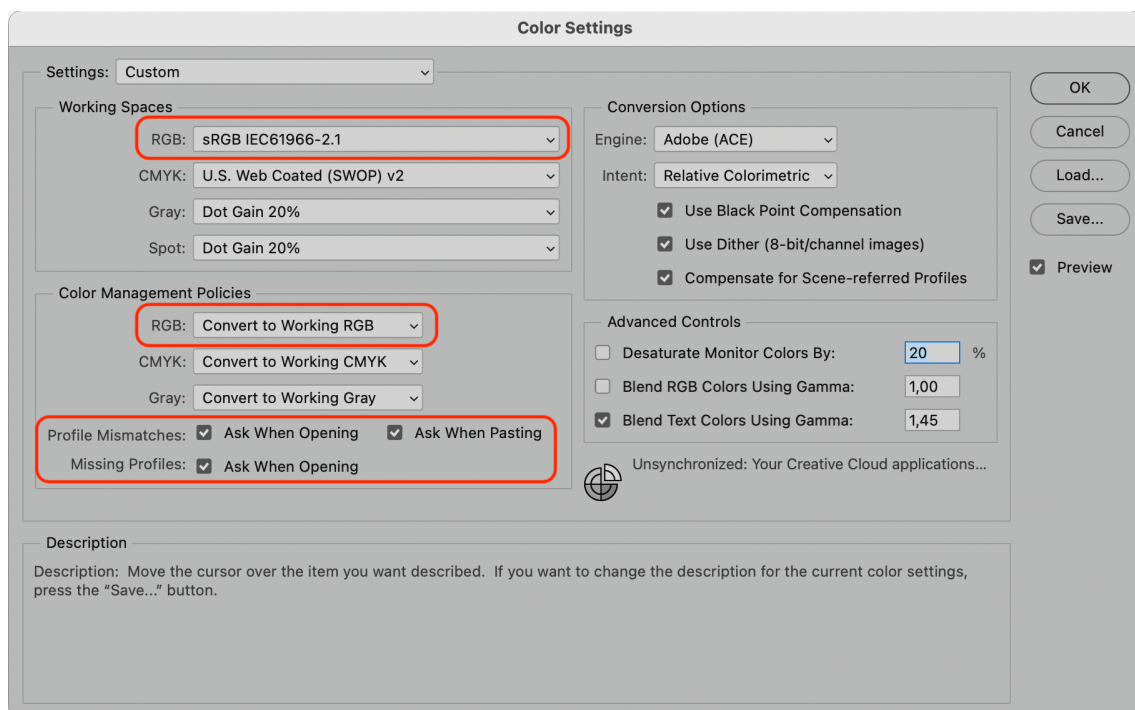 Color Settings
Settings: Custom
Working Spaces
RGB: sRGB IEC61966-2.1
CMYK: U.S. Web Coated (SWOP) v2
Gray: Dot Gain 20%
Spot: Dot Gain 20%
Color Management Policies
RGB: Convert to Working RGB
CMYK: Convert to Working CMYK
Gray: Convert to Working Gray
Profile Mismatches: Ask When Opening Ask When Pasting
Missing Profiles: Ask When Opening
Conversion Options
Engine: Adobe (ACE)
Intent: Relative Colorimetric
Use Black Point Compensation
Use Dither (8-bit/channel images)
Compensate for Scene-referred Profiles
Advanced Controls
Desaturate Monitor Colors By: 20 %
Blend RGB Colors Using Gamma: 1,00
Blend Text Colors Using Gamma: 1,45
Unsynchronized: Your Creative Cloud applications...
OK
Cancel
Load...
Save...
Preview
Description
Description: Move the cursor over the item you want described. If you want to change the description for the current color settings,
press the “Save...” button.